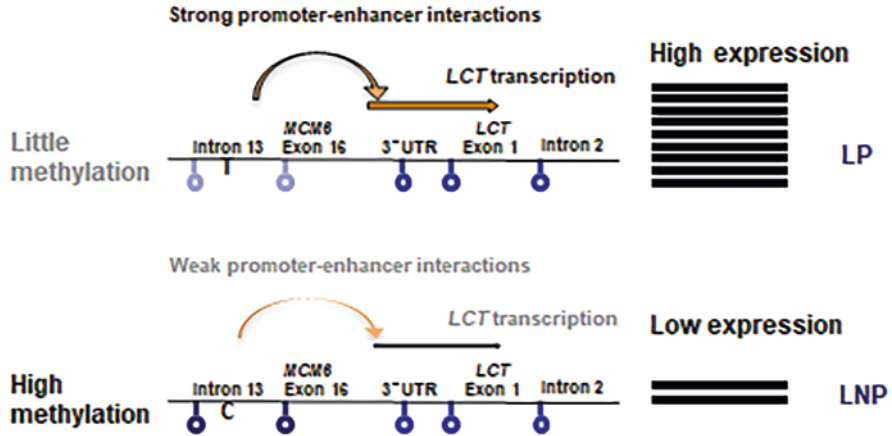 Strong promoter-enhancer interactions
High expression
LCT transcription
Little methylation
MCM6
LCT
Intron 13 Exon 16 3‾UTR Exon 1 Intron 2
T
LP
Weak promoter-enhancer interactions
LCT transcription
Low expression
High methylation
MCM6
LCT
Intron 13 Exon 16 3‾UTR Exon 1 Intron 2
C
LNP